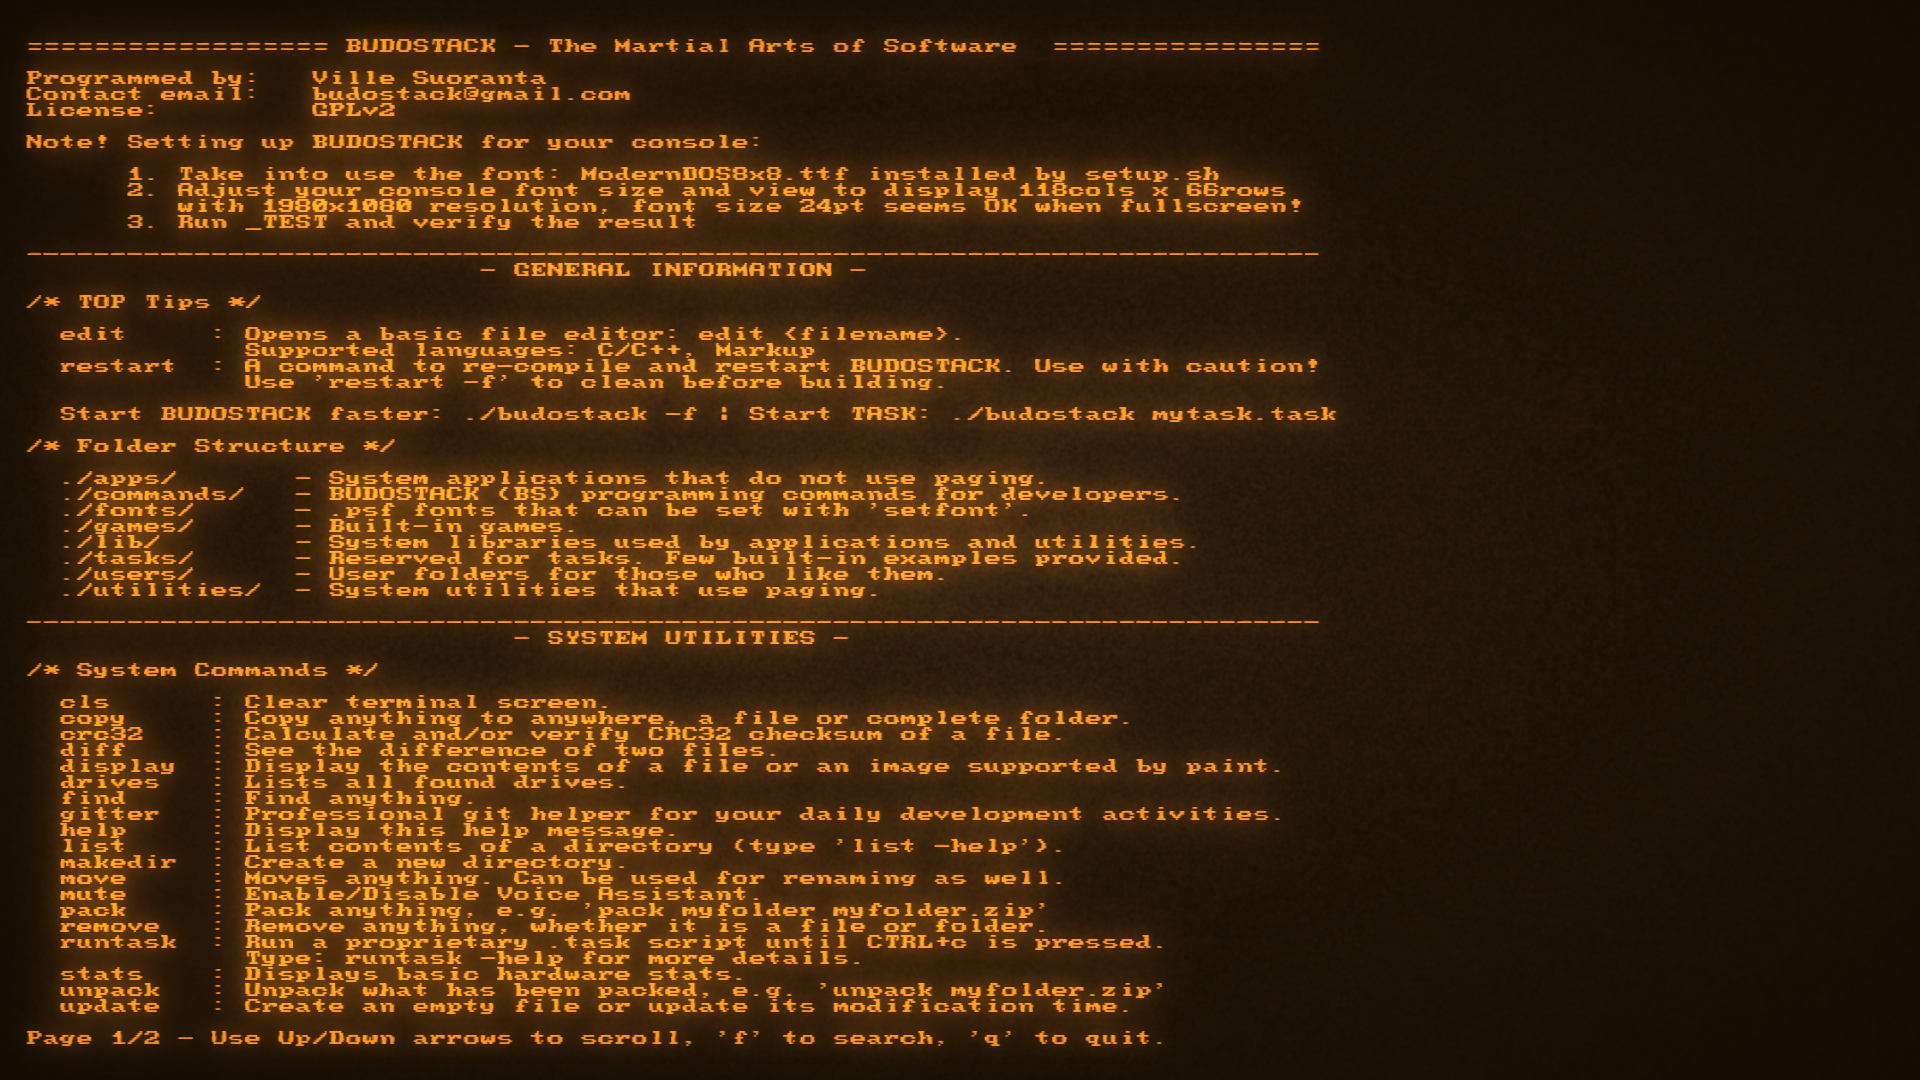 ================== BUDOSTACK - The Martial Arts of Software  ================
Programmed by:   Ville Suoranta
Contact email:   budostack@gmail.com
License:         GPLv2
Note! Setting up BUDOSTACK for your console:
      1. Take into use the font: ModernDOS8x8.ttf installed by setup.sh
      2. Adjust your console font size and view to display 118cols x 66rows,
         with 1980x1080 resolution, font size 24pt seems OK when fullscreen!
      3. Run _TEST and verify the result
-----------------------------------------------------------------------------
                           - GENERAL INFORMATION -
/* TOP Tips */
  edit     : Opens a basic file editor: edit <filename>.
             Supported languages: C/C++, Markup
  restart  : A command to re-compile and restart BUDOSTACK. Use with caution!
             Use 'restart -f' to clean before building.
  Start BUDOSTACK faster: ./budostack -f | Start TASK: ./budostack mytask.task
/* Folder Structure */
  ./apps/       - System applications that do not use paging.
  ./commands/   - BUDOSTACK (BS) programming commands for developers.
  ./fonts/      - .psf fonts that can be set with 'setfont'.
  ./games/      - Built-in games.
  ./lib/        - System libraries used by applications and utilities.
  ./tasks/      - Reserved for tasks. Few built-in examples provided.
  ./users/      - User folders for those who like them.
  ./utilities/  - System utilities that use paging.
-----------------------------------------------------------------------------
                             - SYSTEM UTILITIES -
/* System Commands */
  cls      : Clear terminal screen.
  copy     : Copy anything to anywhere, a file or complete folder.
  crc32    : Calculate and/or verify CRC32 checksum of a file.
  diff     : See the difference of two files.
  display  : Display the contents of a file or an image supported by paint.
  drives   : Lists all found drives.
  find     : Find anything.
  gitter   : Professional git helper for your daily development activities.
  help     : Display this help message.
  list     : List contents of a directory (type 'list -help').
  makedir  : Create a new directory.
  move     : Moves anything. Can be used for renaming as well.
  mute     : Enable/Disable Voice Assistant.
  pack     : Pack anything, e.g. 'pack myfolder myfolder.zip'
  remove   : Remove anything, whether it is a file or folder.
  runtask  : Run a proprietary .task script until CTRL+c is pressed.
             Type: runtask -help for more details.
  stats    : Displays basic hardware stats.
  unpack   : Unpack what has been packed, e.g. 'unpack myfolder.zip'
  update   : Create an empty file or update its modification time.
Page 1/2 - Use Up/Down arrows to scroll, 'f' to search, 'q' to quit.